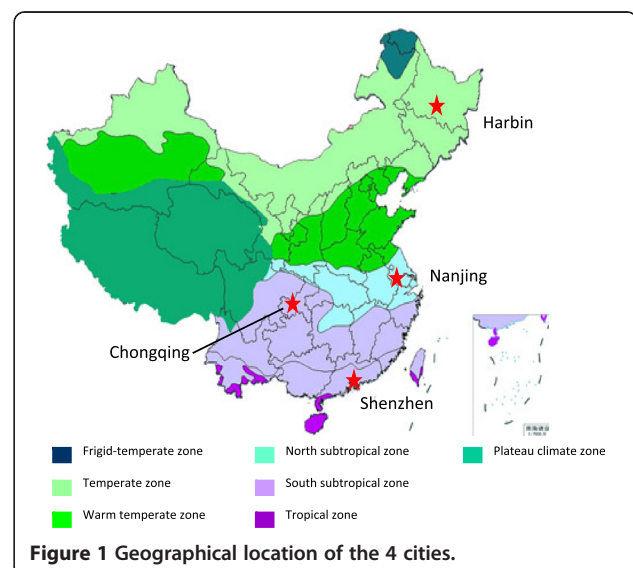 Harbin
Nanjing
Chongqing
Shenzhen
Frigid-temperate zone
North subtropical zone
Plateau climate zone
Temperate zone
South subtropical zone
Warm temperate zone
Tropical zone
Figure 1 Geographical location of the 4 cities.